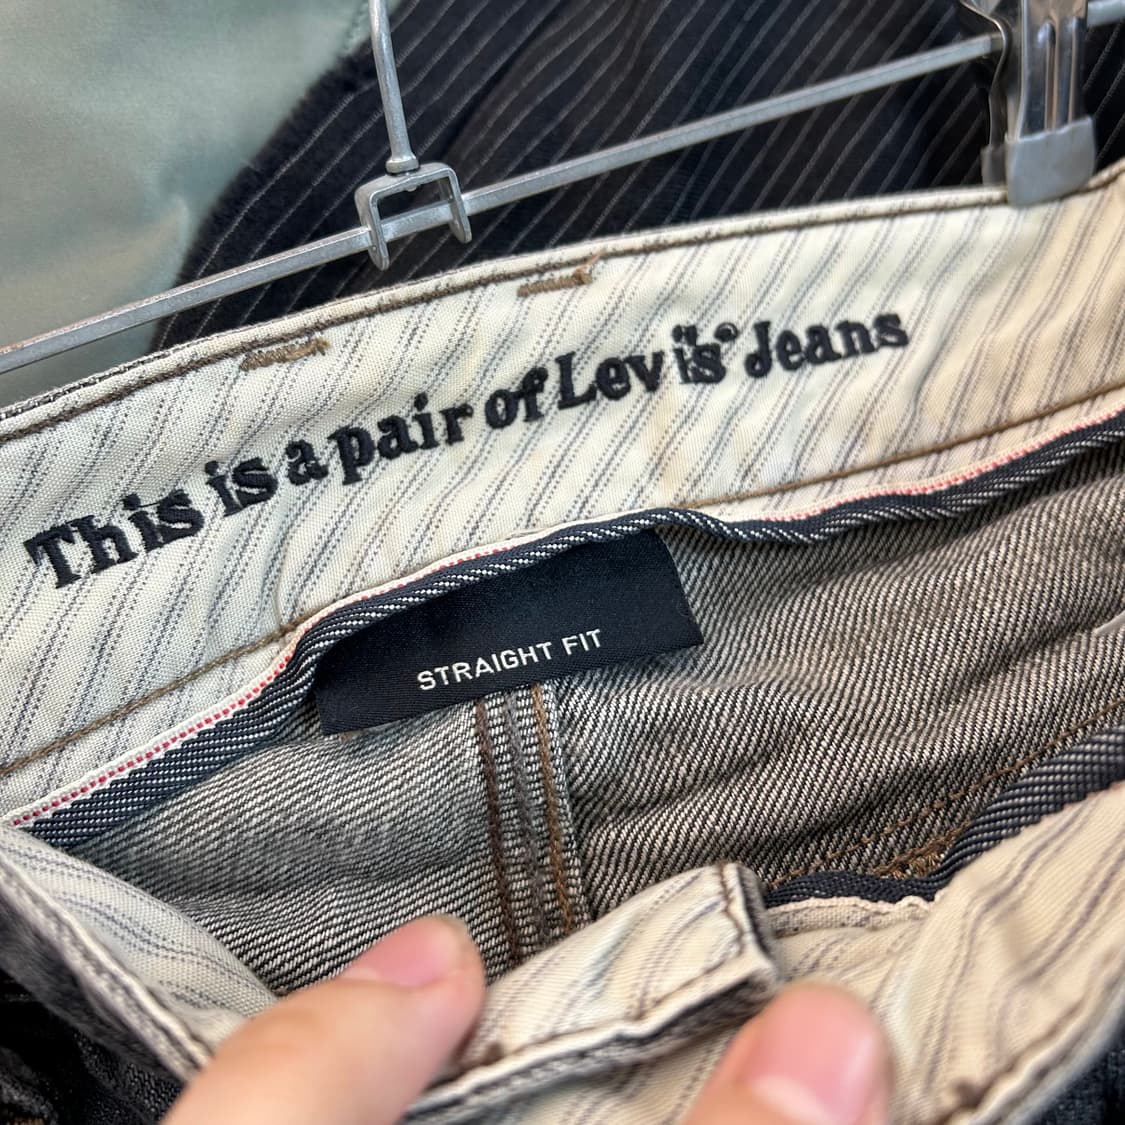 This is a pair of Levi's® Jeans
STRAIGHT FIT